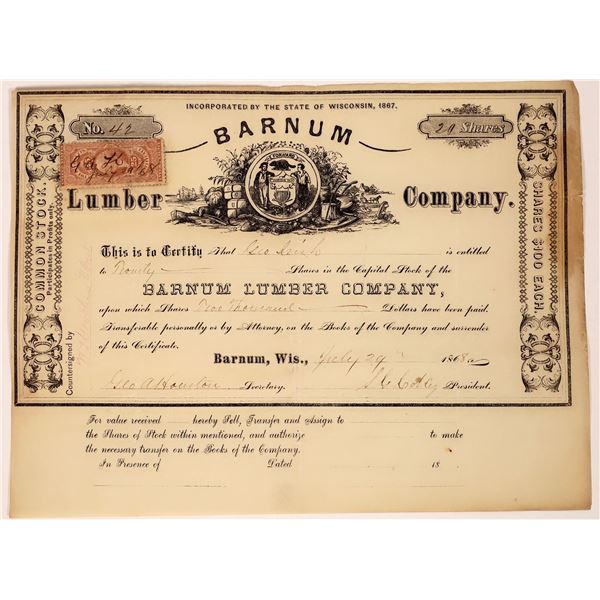 INCORPORATED BY THE STATE OF WISCONSIN, 1867.
No. 42
20 Shares
BARNUM
Lumber Company.
FORWARD
COMMON STOCK.
Participates in Profits only.
Countersigned by
SHARES $100 EACH.
This is to Certify That Geo is entitled
to Twenty Shares in the Capital Stock of the
BARNUM LUMBER COMPANY,
upon which Shares Two Thousand Dollars have been paid.
Transferable personally or by Attorney, on the Books of the Company and surrender
of this Certificate.
Barnum, Wis., July 29th 1868
Geo A Houston Secretary. President.
For value received hereby Sell, Transfer and Assign to
the Shares of Stock within mentioned, and authorize to make
the necessary transfer on the Books of the Company.
In Presence of Dated 18